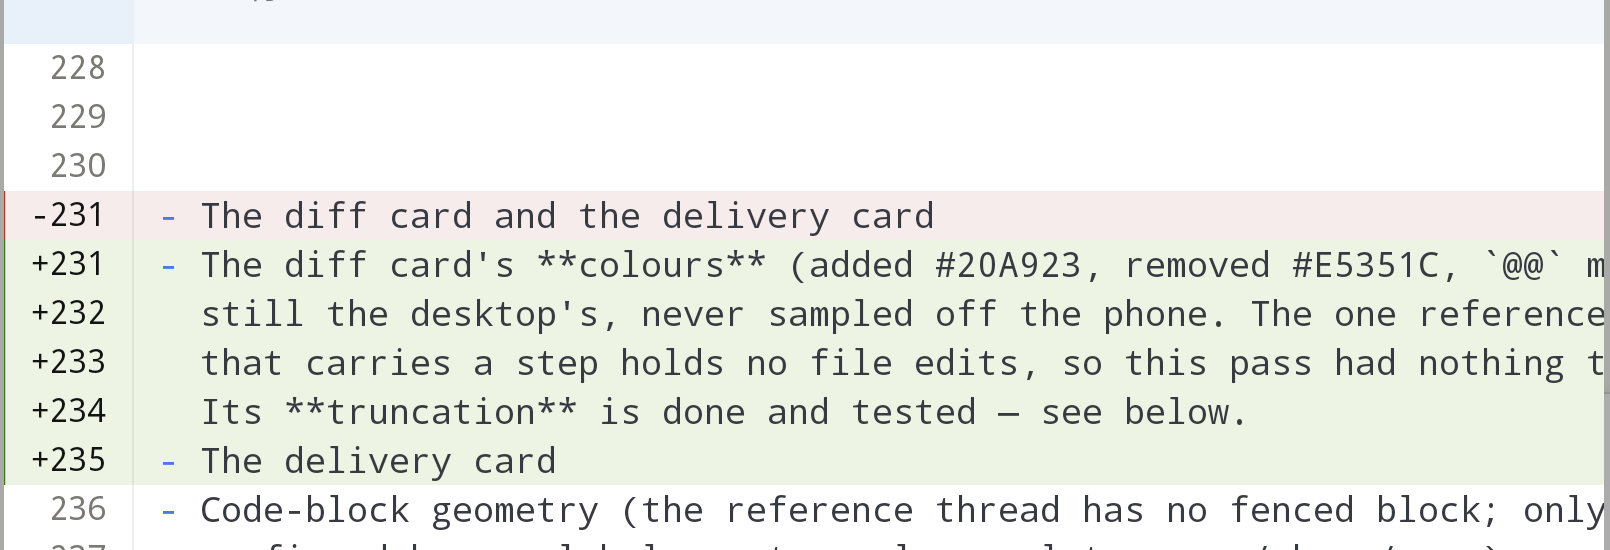 228
229
230
-231 - The diff card and the delivery card
+231 - The diff card's **colours** (added #20A923, removed #E5351C, `@@`
+232 still the desktop's, never sampled off the phone. The one reference
+233 that carries a step holds no file edits, so this pass had nothing
+234 Its **truncation** is done and tested — see below.
+235 - The delivery card
236 - Code-block geometry (the reference thread has no fenced block; only